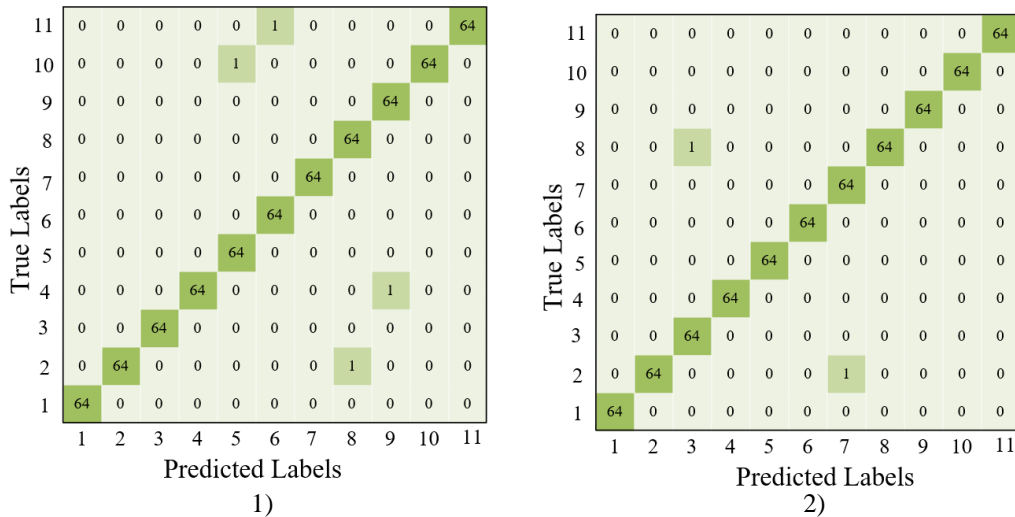 11 0 0 0 0 0 1 0 0 0 0 64
10 0 0 0 0 1 0 0 0 0 64 0
9 0 0 0 0 0 0 0 0 64 0 0
8 0 0 0 0 0 0 0 64 0 0 0
7 0 0 0 0 0 0 64 0 0 0 0
6 0 0 0 0 0 64 0 0 0 0 0
5 0 0 0 0 64 0 0 0 0 0 0
4 0 0 0 64 0 0 0 0 1 0 0
3 0 0 64 0 0 0 0 0 0 0 0
2 0 64 0 0 0 0 0 1 0 0 0
1 64 0 0 0 0 0 0 0 0 0 0
1 2 3 4 5 6 7 8 9 10 11
True Labels
Predicted Labels
1)
11 0 0 0 0 0 0 0 0 0 0 64
10 0 0 0 0 0 0 0 0 0 64 0
9 0 0 0 0 0 0 0 0 64 0 0
8 0 0 1 0 0 0 0 64 0 0 0
7 0 0 0 0 0 0 64 0 0 0 0
6 0 0 0 0 0 64 0 0 0 0 0
5 0 0 0 0 64 0 0 0 0 0 0
4 0 0 0 64 0 0 0 0 0 0 0
3 0 0 64 0 0 0 0 0 0 0 0
2 0 64 0 0 0 0 1 0 0 0 0
1 64 0 0 0 0 0 0 0 0 0 0
1 2 3 4 5 6 7 8 9 10 11
True Labels
Predicted Labels
2)